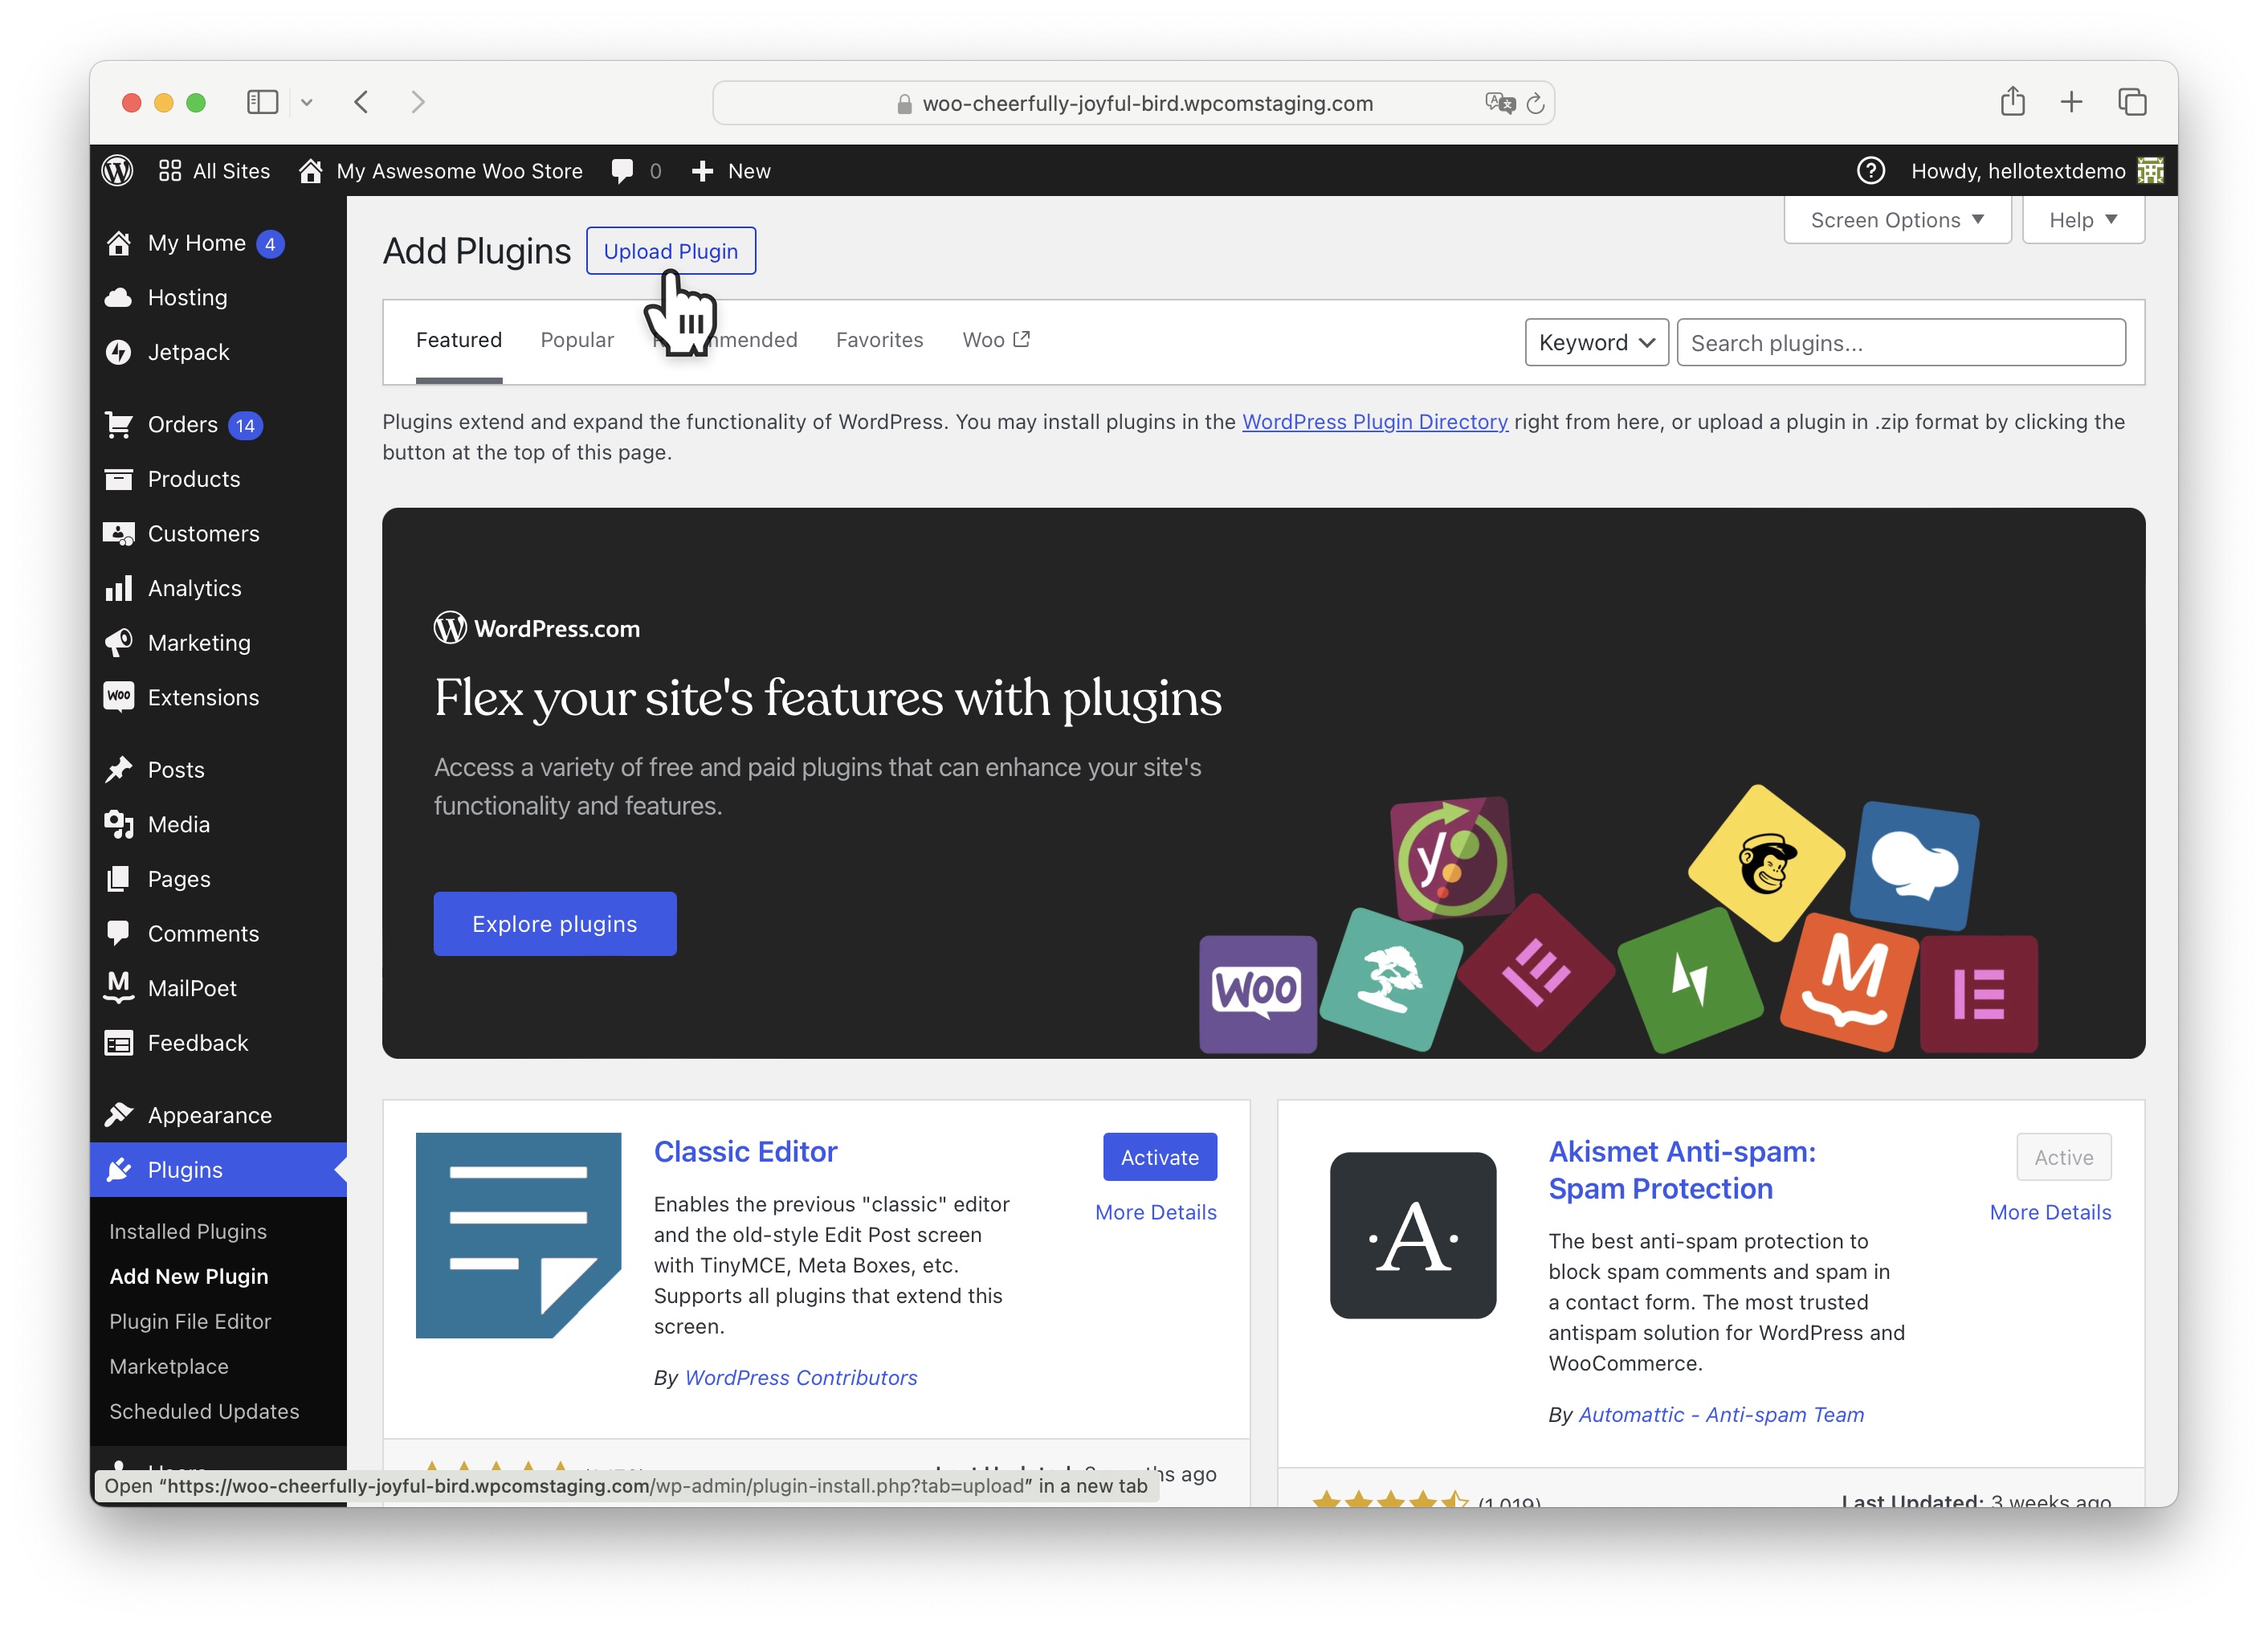 woo-cheerfully-joyful-bird.wpcomstaging.com
All Sites
My Aswesome Woo Store
0
New
Howdy, hellotextdemo
My Home 4
Hosting
Jetpack
Orders 14
Products
Customers
Analytics
Marketing
Woo Extensions
Posts
Media
Pages
Comments
MailPoet
Feedback
Appearance
Plugins
Installed Plugins
Add New Plugin
Plugin File Editor
Marketplace
Scheduled Updates
Users
Screen Options
Help
Add Plugins
Upload Plugin
Featured
Popular
Favorites
Woo
Keyword
Search plugins...
Plugins extend and expand the functionality of WordPress. You may install plugins in the WordPress Plugin Directory right from here, or upload a plugin in .zip format by clicking the
button at the top of this page.
WordPress.com
Flex your site's features with plugins
Access a variety of free and paid plugins that can enhance your site's
functionality and features.
Explore plugins
y
Woo
M
Classic Editor
Activate
More Details
Enables the previous "classic" editor
and the old-style Edit Post screen
with TinyMCE, Meta Boxes, etc.
Supports all plugins that extend this
screen.
By WordPress Contributors
ago
·A·
Akismet Anti-spam:
Spam Protection
Active
More Details
The best anti-spam protection to
block spam comments and spam in
a contact form. The most trusted
antispam solution for WordPress and
WooCommerce.
By Automattic - Anti-spam Team
(1,019)
Last Updated: 3 weeks ago
Open “https://woo-cheerfully-joyful-bird.wpcomstaging.com/wp-admin/plugin-install.php?tab=upload” in a new tab